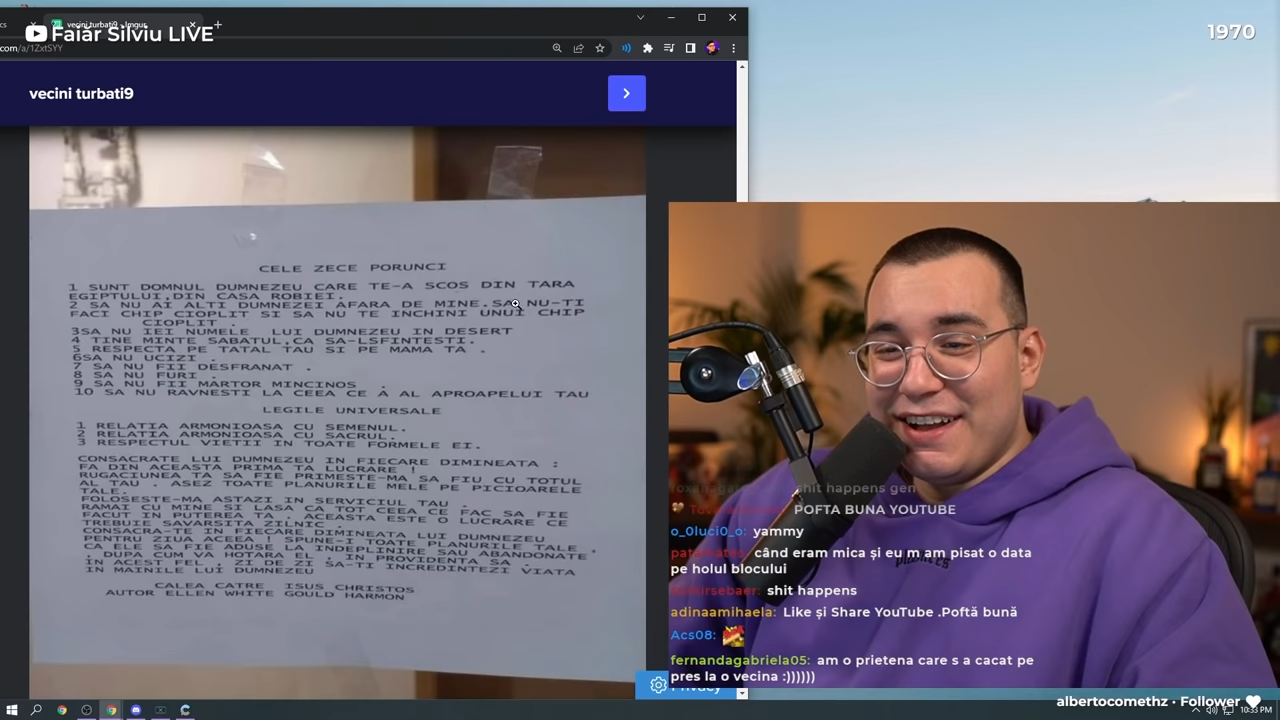 vecini turbati9 - Imgur
Faiăr Silviu LIVE
1970
com/a/1ZxtSYY
vecini turbati9
CELE ZECE PORUNCI
1 SUNT DOMNUL DUMNEZEU CARE TE-A SCOS DIN TARA
EGIPTULUI,DIN CASA ROBIEI.
2 SA NU AI ALTI DUMNEZEI AFARA DE MINE.SA NU-TI
FACI CHIP CIOPLIT SI SA NU TE INCHINI UNUI CHIP
CIOPLIT .
3SA NU IEI NUMELE LUI DUMNEZEU IN DESERT
4 TINE MINTE SABATUL,CA SA-LSFINTESTI.
5 RESPECTA PE TATAL TAU SI PE MAMA TA .
6SA NU UCIZI .
7 SA NU FII DESFRANAT .
8 SA NU FURI .
9 SA NU FII MARTOR MINCINOS .
10 SA NU RAVNESTI LA CEEA CE A AL APROAPELUI TAU
LEGILE UNIVERSALE
1 RELATIA ARMONIOASA CU SEMENUL.
2 RELATIA ARMONIOASA CU SACRUL.
3 RESPECTUL VIETII IN TOATE FORMELE EI.
CONSACRATE LUI DUMNEZEU IN FIECARE DIMINEATA :
FA DIN ACEASTA PRIMA TA LUCRARE !
RUGACIUNEA TA SA FIE PRIMESTE-MA SA FIU CU TOTUL
AL TAU . ASEZ TOATE PLANURILE MELE PE PICIOARELE
TALE.
FOLOSESTE-MA ASTAZI IN SERVICIUL TAU .
RAMAI CU MINE SI LASA CA TOT CEEA CE FAC SA FIE
FACUT IN PUTEREA TA . ACEASTA ESTE O LUCRARE CE
TREBUIE SAVARSITA ZILNIC .
CONSACRA-TE IN FIECARE DIMINEATA LUI DUMNEZEU
PENTRU ZIUA ACEEA ! SPUNE-I TOATE PLANURILE TALE
CA ELE SA FIE ADUSE LA INDEPLINIRE SAU ABANDONATE
. DUPA CUM VA HOTARA EL . IN PROVIDENTA SA .
IN ACEST FEL . ZI DE ZI SA-TI INCREDINTEZI VIATA
IN MAINILE LUI DUMNEZEU
CALEA CATRE ISUS CHRISTOS
AUTOR ELLEN WHITE GOULD HARMON
shit happens gen
POFTA BUNA YOUTUBE
o_0luci0_o: yammy
când eram mica și eu m am pisat o data
pe holul blocului
shit happens
adinaamihaela: Like și Share YouTube .Poftă bună
Acs08:
fernandagabriela05: am o prietena care s a cacat pe
pres la o vecina :))))))
Privacy
albertocomethz · Follower
10:33 PM